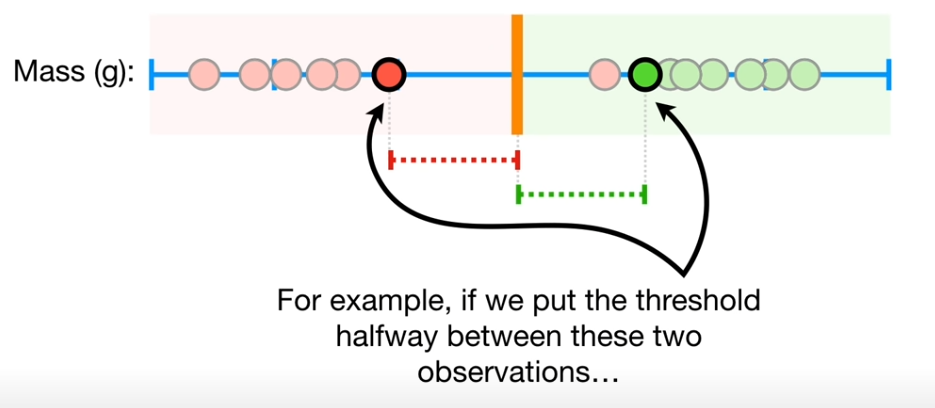 Mass (g):
For example, if we put the threshold
halfway between these two
observations…